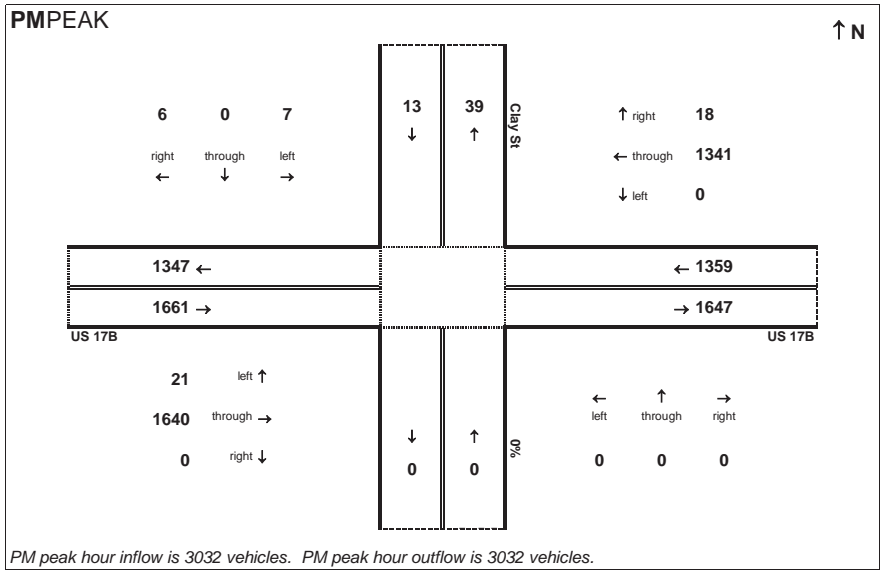 PMPEAK
↑ N
6 0 7
right through left
← ↓ →
13 39
↓ ↑
Clay St
↑ right 18
← through 1341
↓ left 0
1347 ←
← 1359
1661 →
→ 1647
US 17B
US 17B
21 left ↑
1640 through →
0 right ↓
↓ ↑
0 0
0%
← ↑ →
left through right
0 0 0
PM peak hour inflow is 3032 vehicles. PM peak hour outflow is 3032 vehicles.